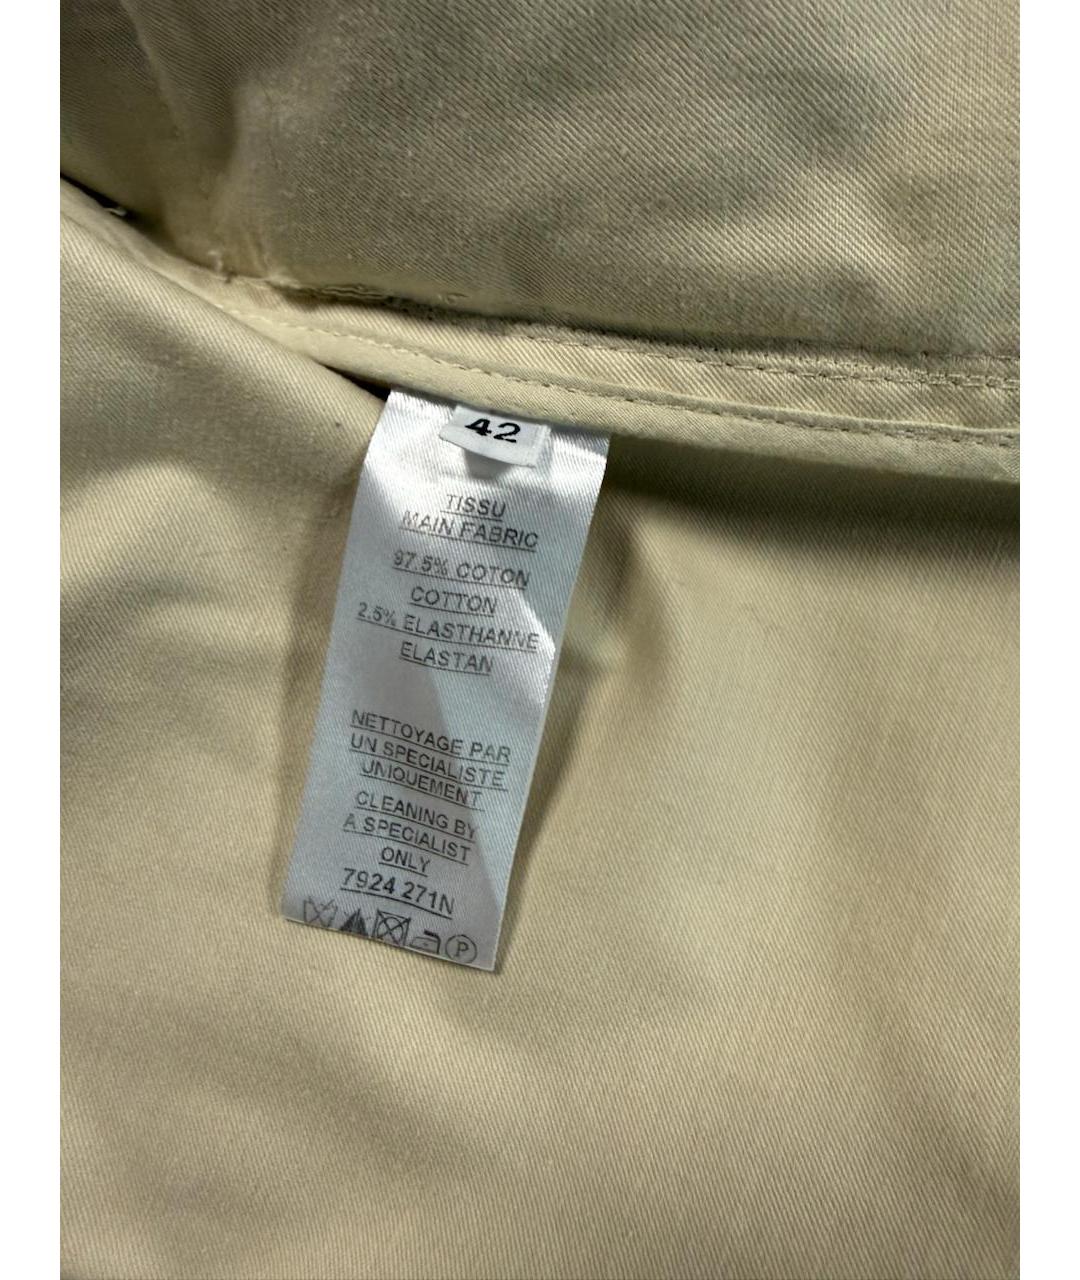 42
TISSU
MAIN FABRIC
97.5% COTON
COTTON
2.5% ELASTHANNE
ELASTAN
NETTOYAGE PAR
UN SPECIALISTE
UNIQUEMENT
CLEANING BY
A SPECIALIST
ONLY
7924 271N
P